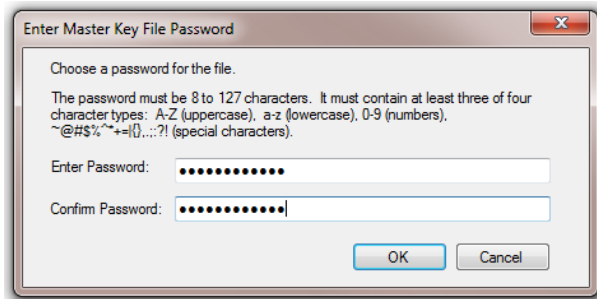 Enter Master Key File Password
Choose a password for the file.
The password must be 8 to 127 characters.  It must contain at least three of four
character types:  A-Z (uppercase),  a-z (lowercase), 0-9 (numbers),
~@#$%^*+=|{},.;:?! (special characters).
Enter Password: ●●●●●●●●●●●●
Confirm Password: ●●●●●●●●●●●●
OK Cancel